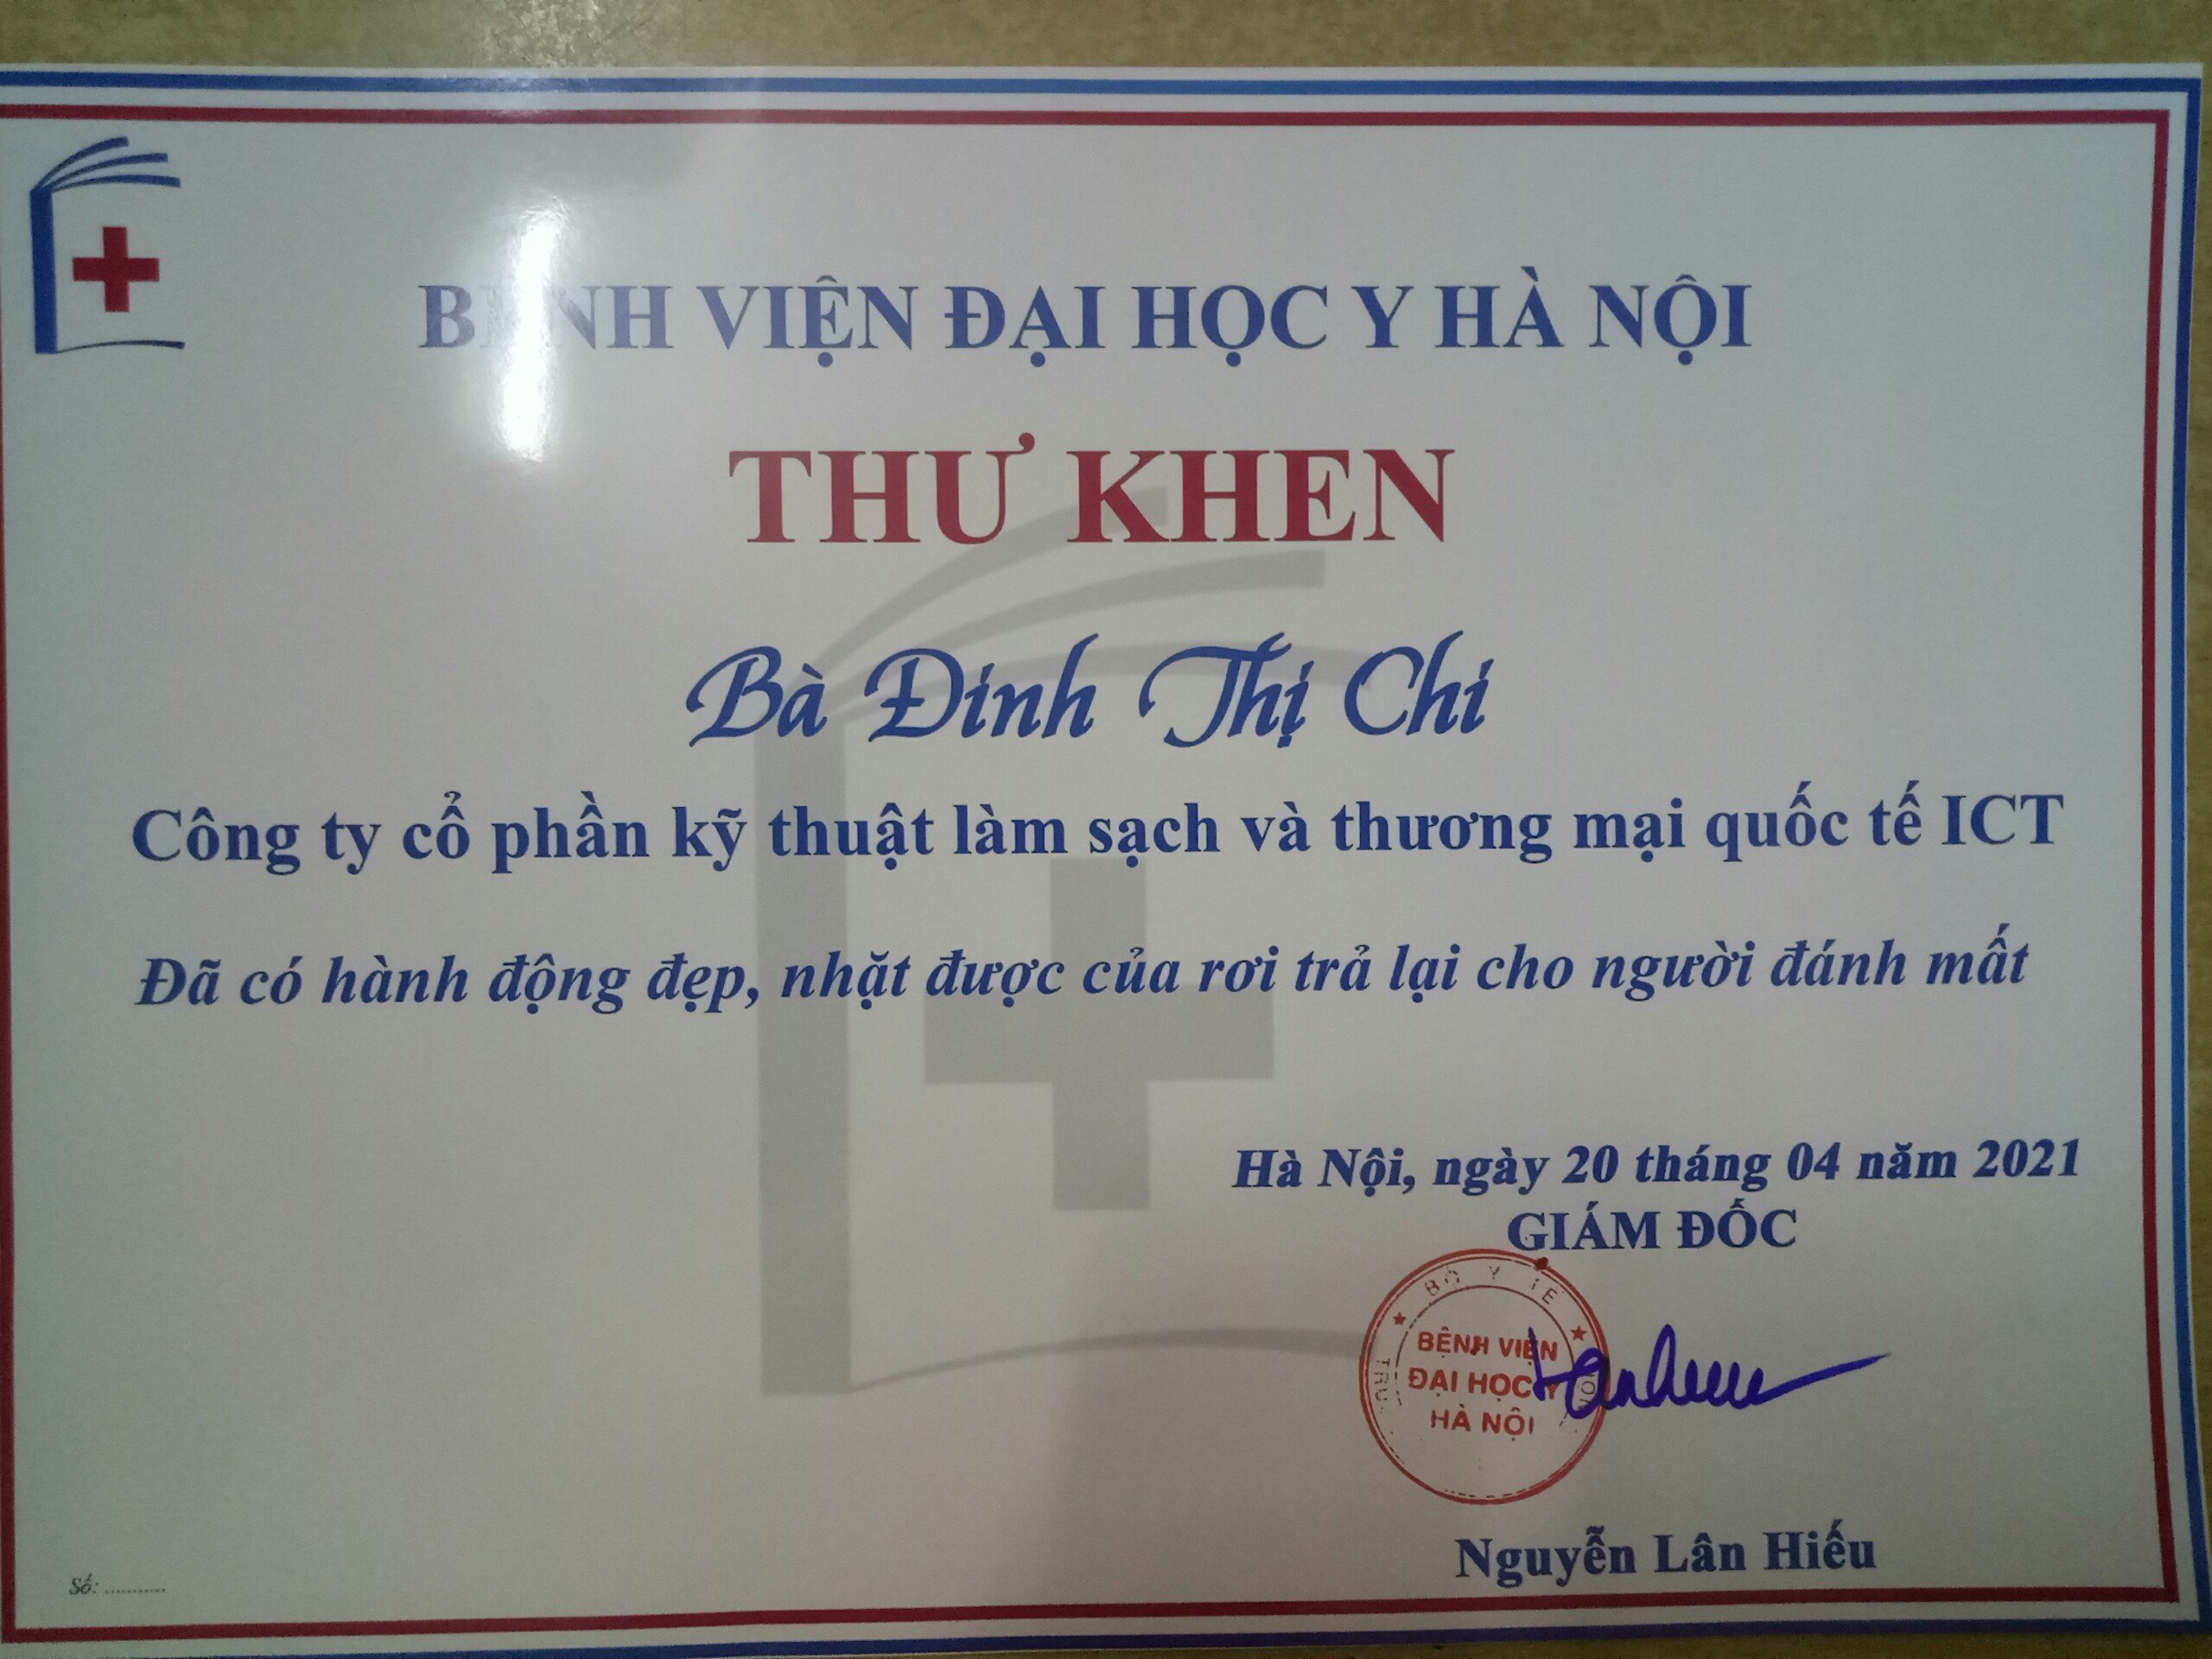 BỆNH VIỆN ĐẠI HỌC Y HÀ NỘI
THƯ KHEN
Bà Đinh Thị Chi
Công ty cổ phần kỹ thuật làm sạch và thương mại quốc tế ICT
Đã có hành động đẹp, nhặt được của rơi trả lại cho người đánh mất
Hà Nội, ngày 20 tháng 04 năm 2021
GIÁM ĐỐC
BỘ Y TẾ
BỆNH VIỆN
ĐẠI HỌC Y
HÀ NỘI
Nguyễn Lân Hiếu
Số: ...........